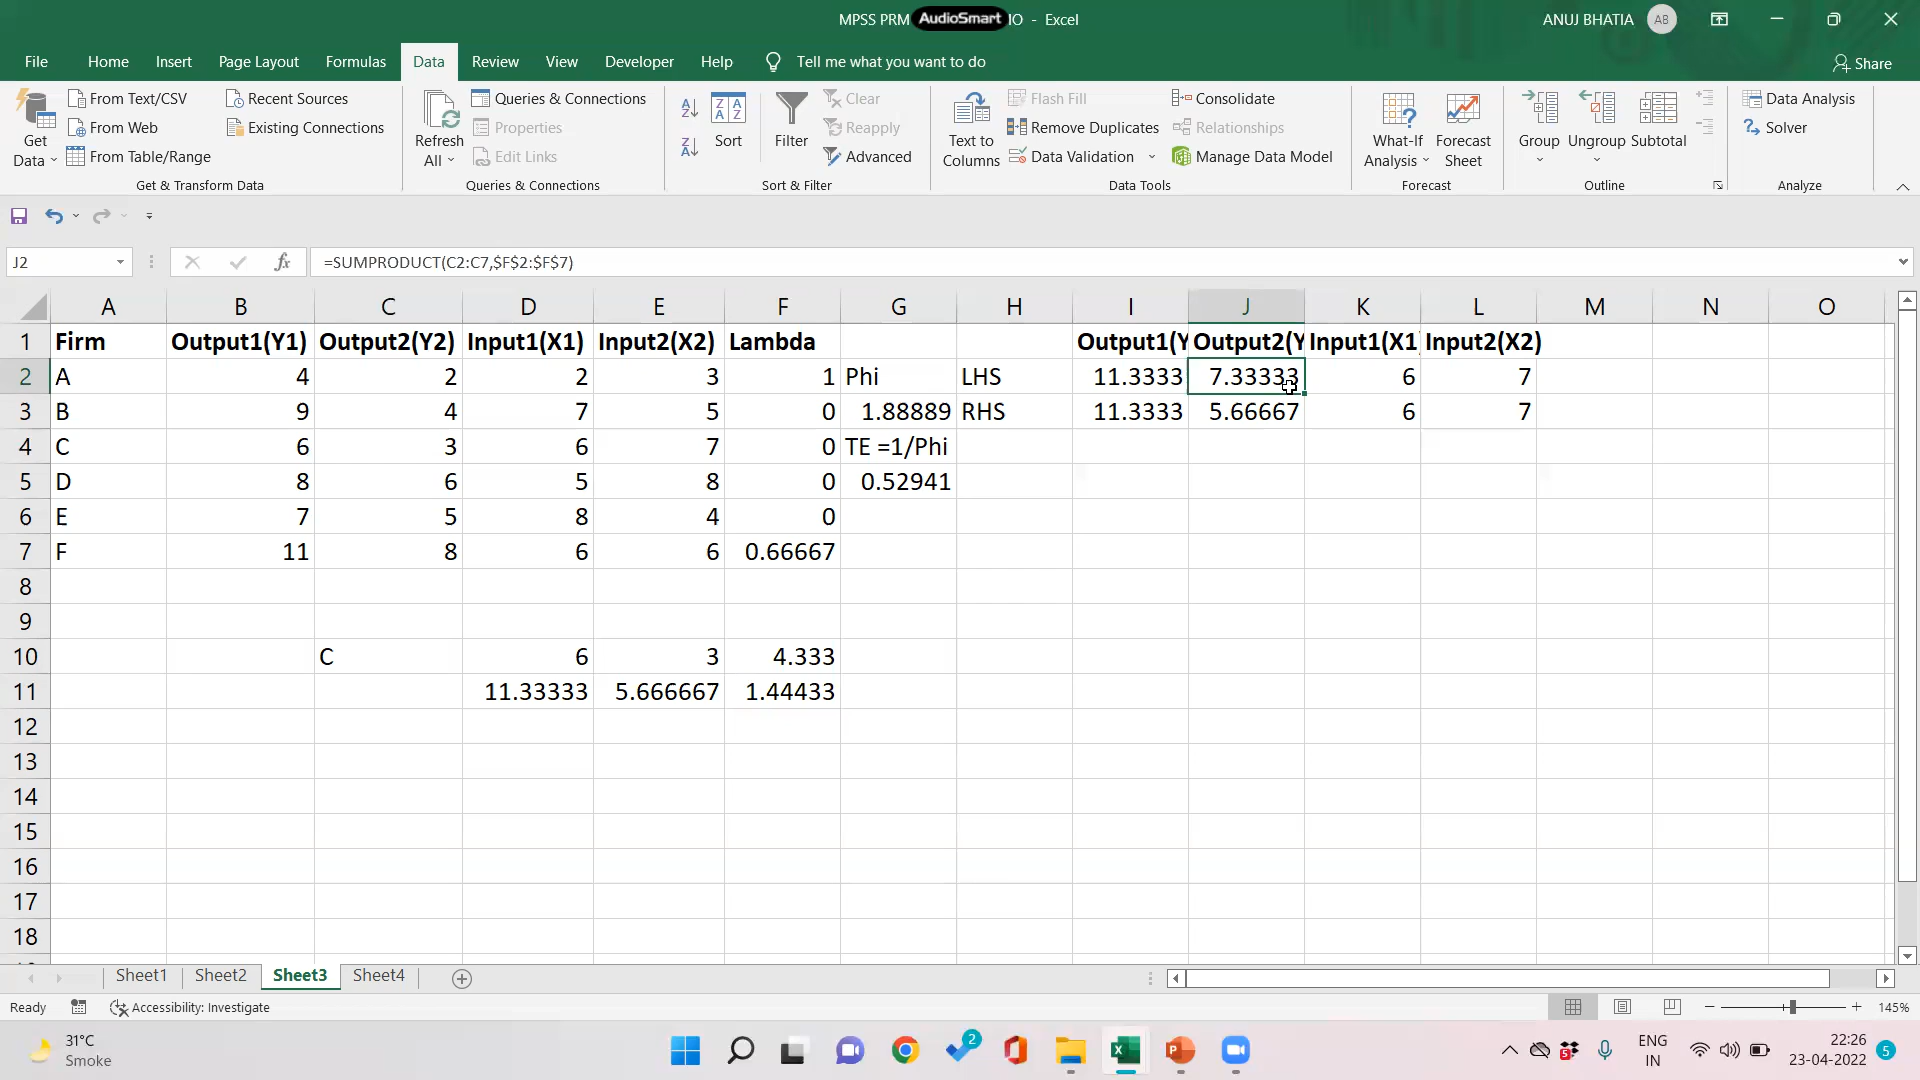 MPSS PRM AudioSmart IO - Excel
ANUJ BHATIA AB
File Home Insert Page Layout Formulas Data Review View Developer Help Tell me what you want to do Share
Get Data
From Text/CSV
From Web
From Table/Range
Recent Sources
Existing Connections
Get & Transform Data
Refresh All
Queries & Connections
Properties
Edit Links
Queries & Connections
Sort
Filter
Clear
Reapply
Advanced
Sort & Filter
Text to Columns
Flash Fill
Remove Duplicates
Data Validation
Consolidate
Relationships
Manage Data Model
Data Tools
What-If Analysis
Forecast Sheet
Forecast
Group
Ungroup
Subtotal
Outline
Data Analysis
Solver
Analyze
J2 fx =SUMPRODUCT(C2:C7,$F$2:$F$7)
A B C D E F G H I J K L M N O
1 Firm Output1(Y1) Output2(Y2) Input1(X1) Input2(X2) Lambda Output1(Y Output2(Y Input1(X1 Input2(X2)
2 A 4 2 2 3 1 Phi LHS 11.3333 7.33333 6 7
3 B 9 4 7 5 0 1.88889 RHS 11.3333 5.66667 6 7
4 C 6 3 6 7 0 TE =1/Phi
5 D 8 6 5 8 0 0.52941
6 E 7 5 8 4 0
7 F 11 8 6 6 0.66667
8
9
10 C 6 3 4.333
11 11.33333 5.666667 1.44433
12
13
14
15
16
17
18
Sheet1 Sheet2 Sheet3 Sheet4
Ready Accessibility: Investigate 145%
31°C
Smoke
2
ENG
IN
22:26
23-04-2022
5